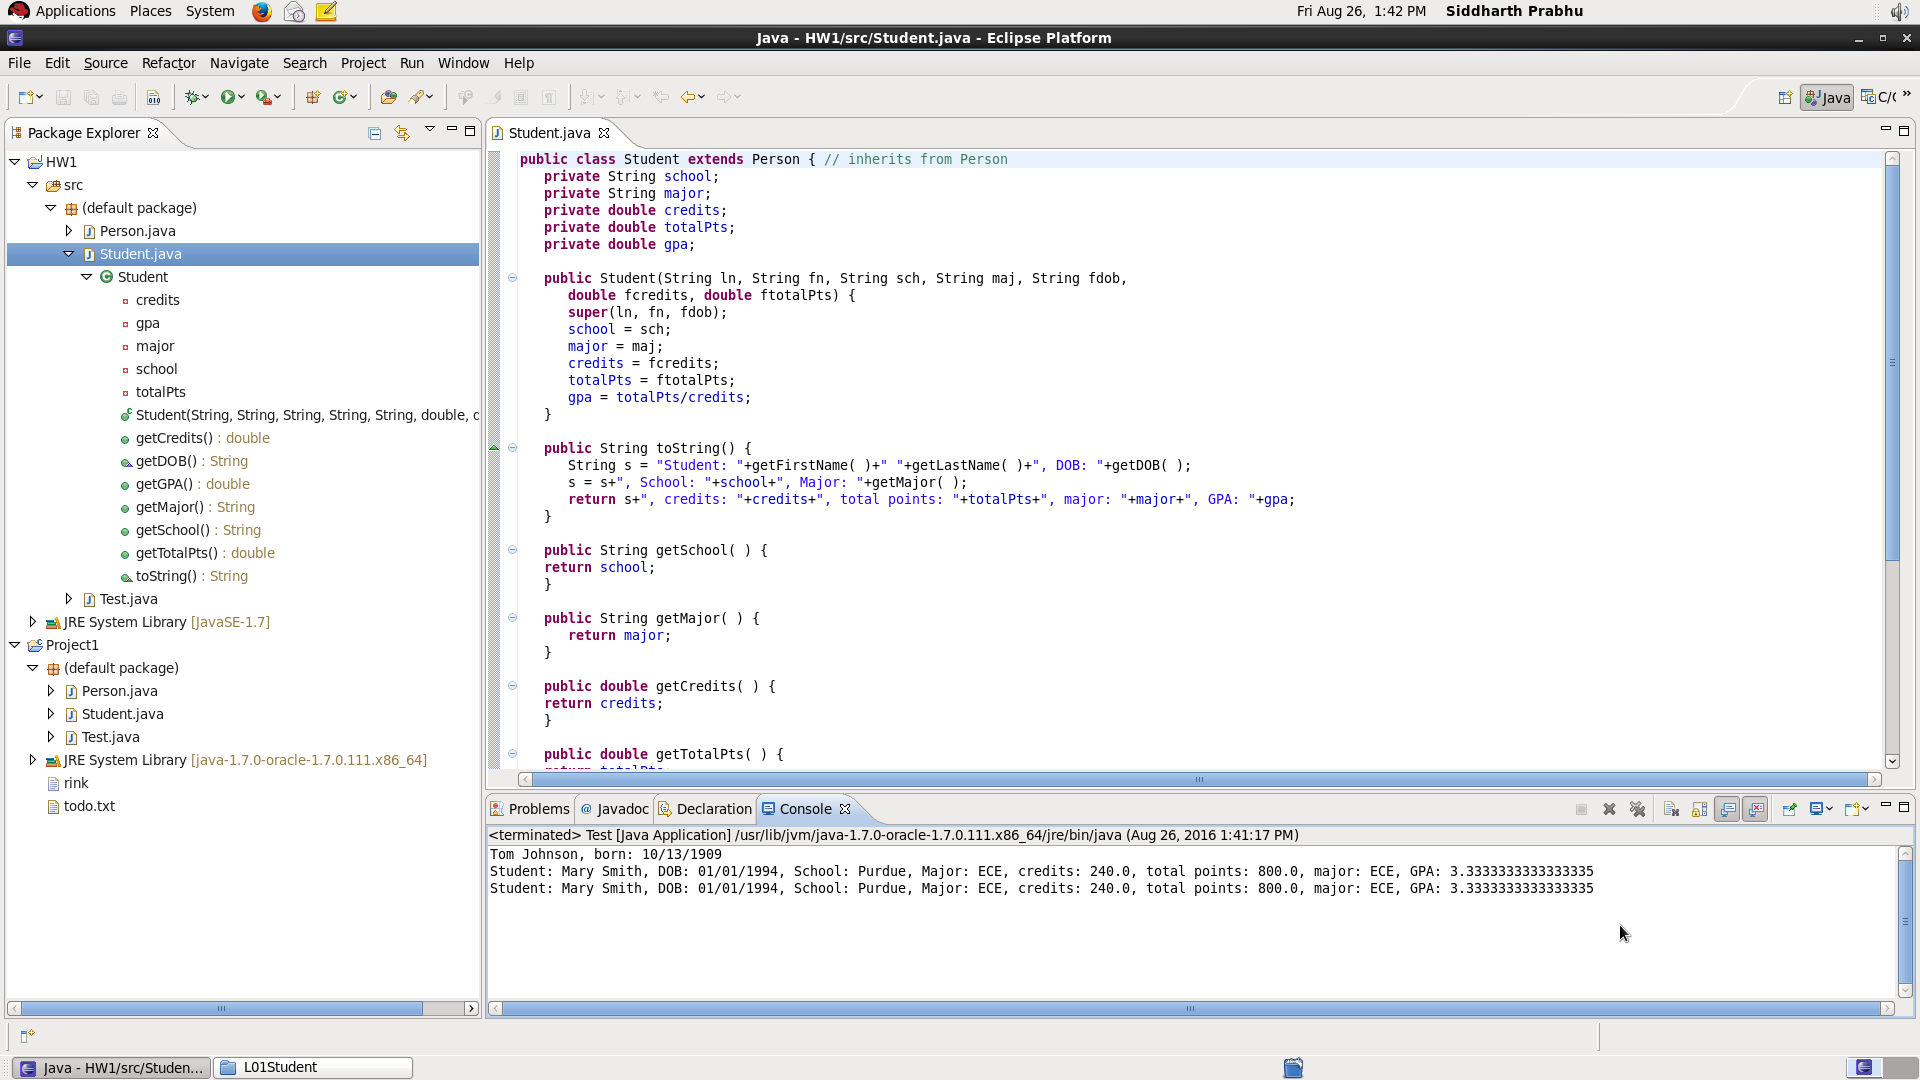 Applications Places System Fri Aug 26, 1:42 PM Siddharth Prabhu
Java - HW1/src/Student.java - Eclipse Platform
File Edit Source Refactor Navigate Search Project Run Window Help
Java C/C
Package Explorer
HW1
src
(default package)
Person.java
Student.java
Student
credits
gpa
major
school
totalPts
Student(String, String, String, String, String, double, d
getCredits() : double
getDOB() : String
getGPA() : double
getMajor() : String
getSchool() : String
getTotalPts() : double
toString() : String
Test.java
JRE System Library [JavaSE-1.7]
Project1
(default package)
Person.java
Student.java
Test.java
JRE System Library [java-1.7.0-oracle-1.7.0.111.x86_64]
rink
todo.txt
Student.java
public class Student extends Person { // inherits from Person
private String school;
private String major;
private double credits;
private double totalPts;
private double gpa;
public Student(String ln, String fn, String sch, String maj, String fdob,
double fcredits, double ftotalPts) {
super(ln, fn, fdob);
school = sch;
major = maj;
credits = fcredits;
totalPts = ftotalPts;
gpa = totalPts/credits;
}
public String toString() {
String s = "Student: "+getFirstName( )+" "+getLastName( )+", DOB: "+getDOB( );
s = s+", School: "+school+", Major: "+getMajor( );
return s+", credits: "+credits+", total points: "+totalPts+", major: "+major+", GPA: "+gpa;
}
public String getSchool( ) {
return school;
}
public String getMajor( ) {
return major;
}
public double getCredits( ) {
return credits;
}
public double getTotalPts( ) {
Problems @ Javadoc Declaration Console
<terminated> Test [Java Application] /usr/lib/jvm/java-1.7.0-oracle-1.7.0.111.x86_64/jre/bin/java (Aug 26, 2016 1:41:17 PM)
Tom Johnson, born: 10/13/1909
Student: Mary Smith, DOB: 01/01/1994, School: Purdue, Major: ECE, credits: 240.0, total points: 800.0, major: ECE, GPA: 3.3333333333333335
Student: Mary Smith, DOB: 01/01/1994, School: Purdue, Major: ECE, credits: 240.0, total points: 800.0, major: ECE, GPA: 3.3333333333333335
Java - HW1/src/Studen... L01Student